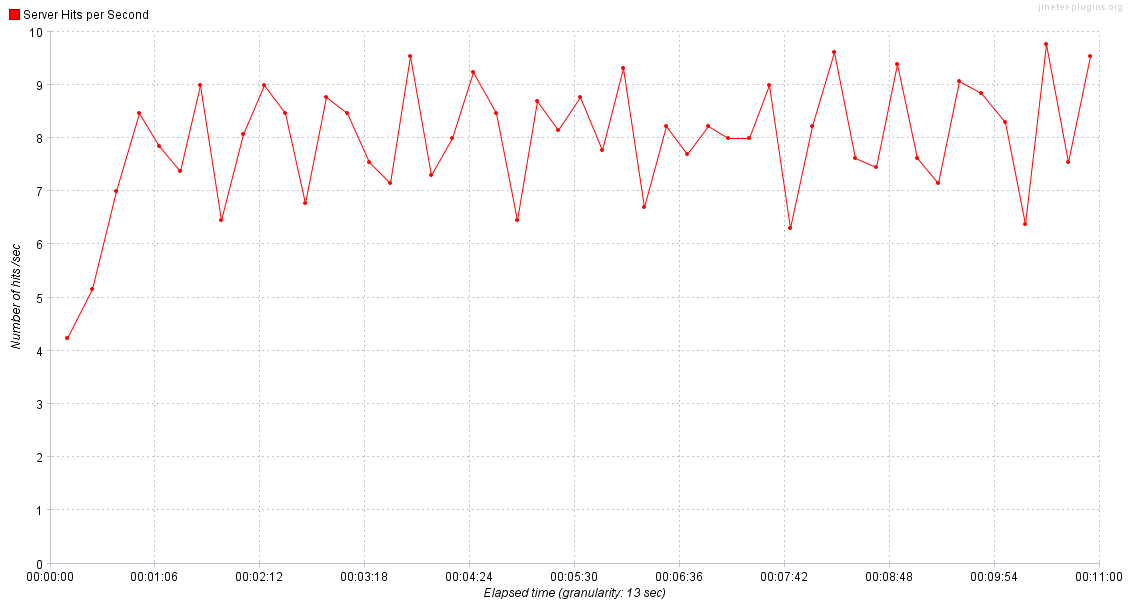 jmeter-plugins.org
Server Hits per Second
10
9
8
7
6
5
4
3
2
1
0
Number of hits /sec
00:00:00 00:01:06 00:02:12 00:03:18 00:04:24 00:05:30 00:06:36 00:07:42 00:08:48 00:09:54 00:11:00
Elapsed time (granularity: 13 sec)